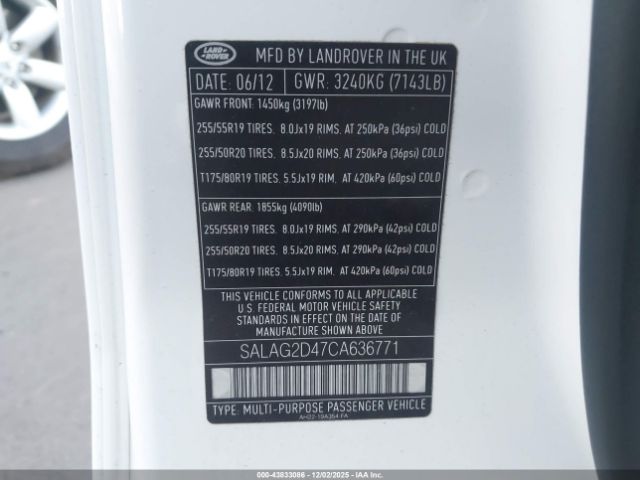 LAND ROVER
MFD BY LANDROVER IN THE UK
DATE: 06/12 GWR: 3240KG (7143LB)
GAWR FRONT: 1450kg (3197lb)
255/55R19 TIRES. 8.0Jx19 RIMS. AT 250kPa (36psi) COLD
255/50R20 TIRES. 8.5Jx20 RIMS. AT 250kPa (36psi) COLD
T175/80R19 TIRES. 5.5Jx19 RIM. AT 420kPa (60psi) COLD
GAWR REAR: 1855kg (4090lb)
255/55R19 TIRES. 8.0Jx19 RIMS. AT 290kPa (42psi) COLD
255/50R20 TIRES. 8.5Jx20 RIMS. AT 290kPa (42psi) COLD
T175/80R19 TIRES. 5.5Jx19 RIM. AT 420kPa (60psi) COLD
THIS VEHICLE CONFORMS TO ALL APPLICABLE
U.S. FEDERAL MOTOR VEHICLE SAFETY
STANDARDS IN EFFECT ON THE DATE OF
MANUFACTURE SHOWN ABOVE
SALAG2D47CA636771
TYPE: MULTI-PURPOSE PASSENGER VEHICLE
AH22-19A354-FA
000-43833086 - 12/02/2025 - IAAI.COM